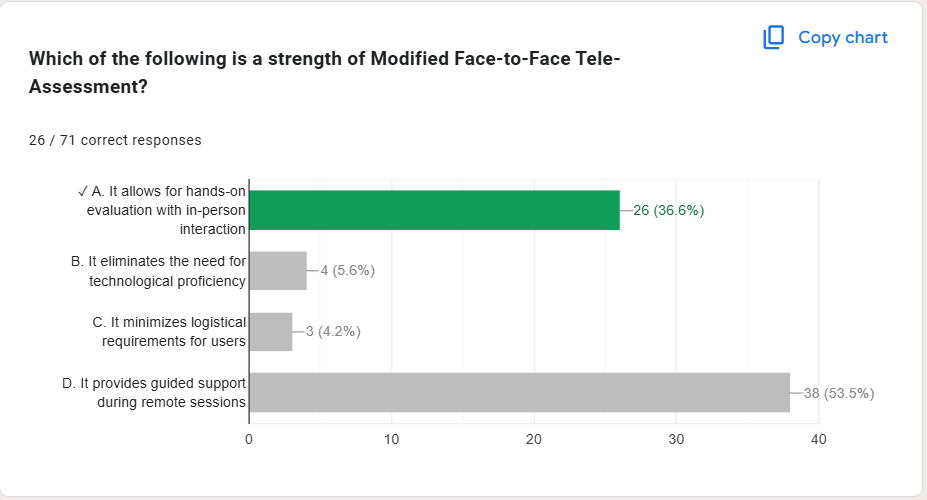 Copy chart
Which of the following is a strength of Modified Face-to-Face Tele-
Assessment?
26 / 71 correct responses
✓ A. It allows for hands-on
evaluation with in-person
interaction
26 (36.6%)
B. It eliminates the need for
technological proficiency
4 (5.6%)
C. It minimizes logistical
requirements for users
3 (4.2%)
D. It provides guided support
during remote sessions
38 (53.5%)
0 10 20 30 40